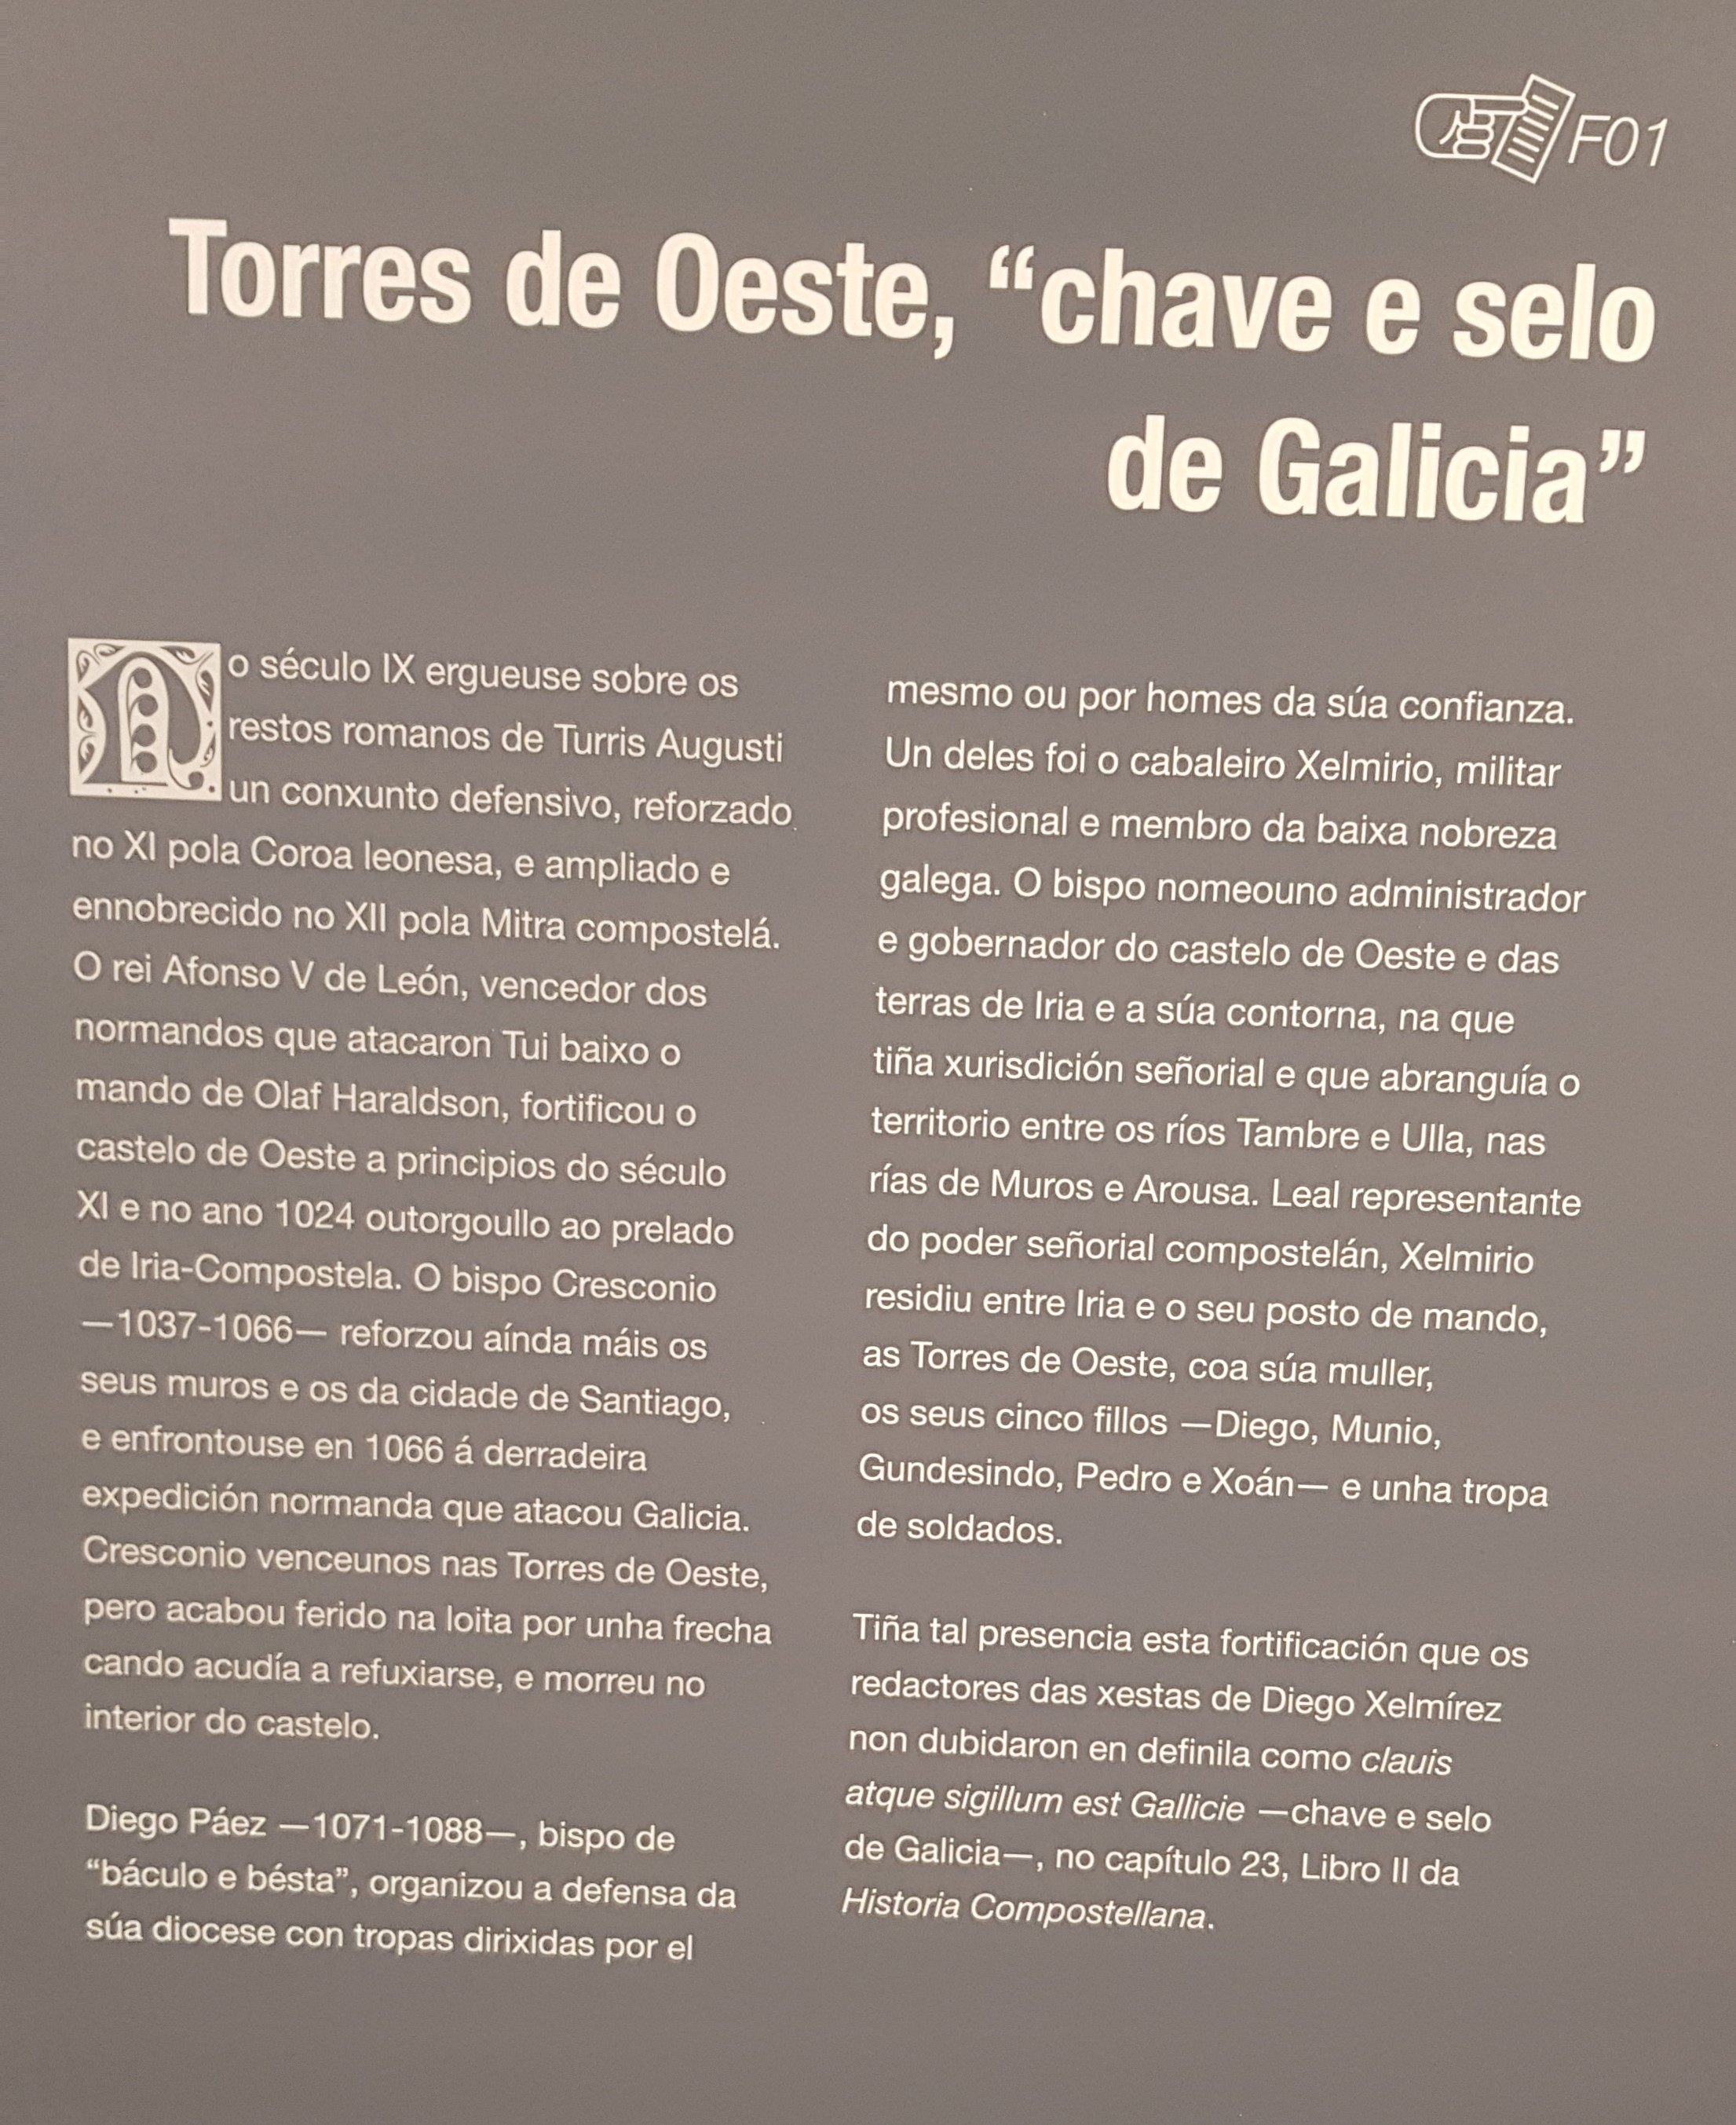 F01
Torres de Oeste, “chave e selo
de Galicia”
No século IX ergueuse sobre os
restos romanos de Turris Augusti
un conxunto defensivo, reforzado
no XI pola Coroa leonesa, e ampliado e
ennobrecido no XII pola Mitra compostelá.
O rei Afonso V de León, vencedor dos
normandos que atacaron Tui baixo o
mando de Olaf Haraldson, fortificou o
castelo de Oeste a principios do século
XI e no ano 1024 outorgoullo ao prelado
de Iria-Compostela. O bispo Cresconio
—1037-1066— reforzou aínda máis os
seus muros e os da cidade de Santiago,
e enfrontouse en 1066 á derradeira
expedición normanda que atacou Galicia.
Cresconio venceunos nas Torres de Oeste,
pero acabou ferido na loita por unha frecha
cando acudía a refuxiarse, e morreu no
interior do castelo.
Diego Páez —1071-1088—, bispo de
“báculo e bésta”, organizou a defensa da
súa diocese con tropas dirixidas por el
mesmo ou por homes da súa confianza.
Un deles foi o cabaleiro Xelmirio, militar
profesional e membro da baixa nobreza
galega. O bispo nomeouno administrador
e gobernador do castelo de Oeste e das
terras de Iria e a súa contorna, na que
tiña xurisdición señorial e que abranguía o
territorio entre os ríos Tambre e Ulla, nas
rías de Muros e Arousa. Leal representante
do poder señorial compostelán, Xelmirio
residiu entre Iria e o seu posto de mando,
as Torres de Oeste, coa súa muller,
os seus cinco fillos —Diego, Munio,
Gundesindo, Pedro e Xoán— e unha tropa
de soldados.
Tiña tal presencia esta fortificación que os
redactores das xestas de Diego Xelmírez
non dubidaron en definila como clauis
atque sigillum est Gallicie —chave e selo
de Galicia—, no capítulo 23, Libro II da
Historia Compostellana.